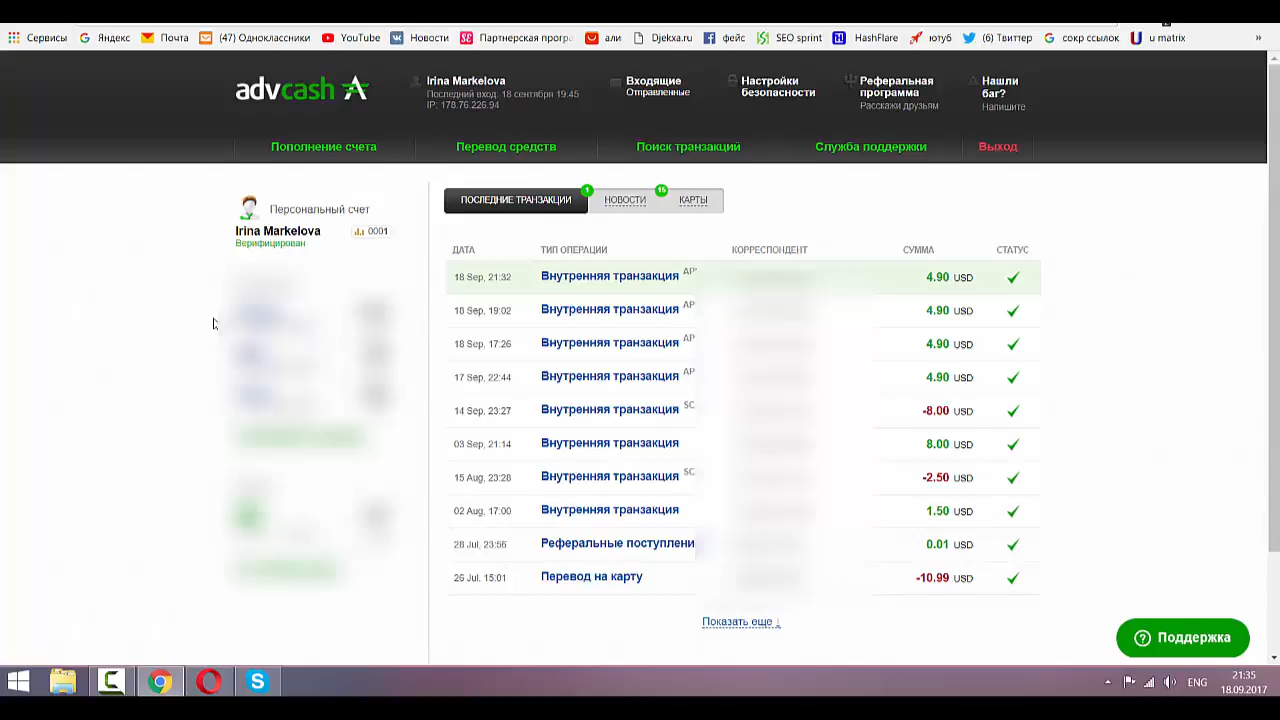 Сервисы Яндекс Почта (47) Одноклассники YouTube Новости Партнерская прогр али Djekxa.ru фейс SEO sprint HashFlare ютуб (6) Твиттер сокр ссылок u matrix »
advcash
Irina Markelova
Последний вход: 18 сентября 19:45
IP: 178.76.226.94
Входящие
Отправленные
Настройки
безопасности
Реферальная
программа
Расскажи друзьям
Нашли
баг?
Напишите
Пополнение счета Перевод средств Поиск транзакций Служба поддержки Выход
Персональный счет
Irina Markelova 0001
Верифицирован
ПОСЛЕДНИЕ ТРАНЗАКЦИИ 1 НОВОСТИ 15 КАРТЫ
ДАТА ТИП ОПЕРАЦИИ КОРРЕСПОНДЕНТ СУММА СТАТУС
18 Sep, 21:32 Внутренняя транзакция AP 4.90 USD
18 Sep, 19:02 Внутренняя транзакция AP 4.90 USD
18 Sep, 17:26 Внутренняя транзакция AP 4.90 USD
17 Sep, 22:44 Внутренняя транзакция AP 4.90 USD
14 Sep, 23:27 Внутренняя транзакция SC -8.00 USD
03 Sep, 21:14 Внутренняя транзакция 8.00 USD
15 Aug, 23:28 Внутренняя транзакция SC -2.50 USD
02 Aug, 17:00 Внутренняя транзакция 1.50 USD
28 Jul, 23:56 Реферальные поступлени 0.01 USD
26 Jul, 15:01 Перевод на карту -10.99 USD
Показать еще ↓
Поддержка
ENG
21:35
18.09.2017